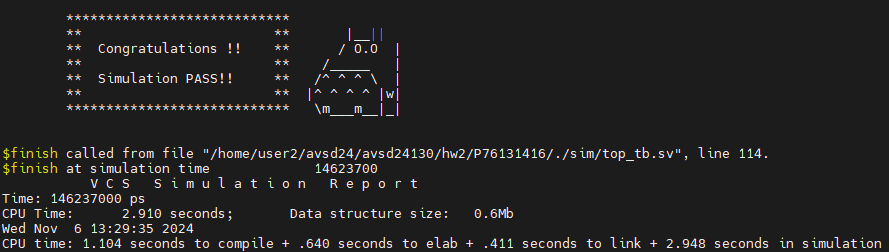 ****************************
        **                        **       |__||
        **  Congratulations !!    **      / O.O  |
        **                        **    /_____   |
        **  Simulation PASS!!     **   /^ ^ ^ \  |
        **                        **  |^ ^ ^ ^ |w|
        ****************************   \m___m__|_|
$finish called from file "/home/user2/avsd24/avsd24130/hw2/P76131416/./sim/top_tb.sv", line 114.
$finish at simulation time             14623700
           V C S   S i m u l a t i o n   R e p o r t
Time: 146237000 ps
CPU Time:      2.910 seconds;       Data structure size:   0.6Mb
Wed Nov  6 13:29:35 2024
CPU time: 1.104 seconds to compile + .640 seconds to elab + .411 seconds to link + 2.948 seconds in simulation